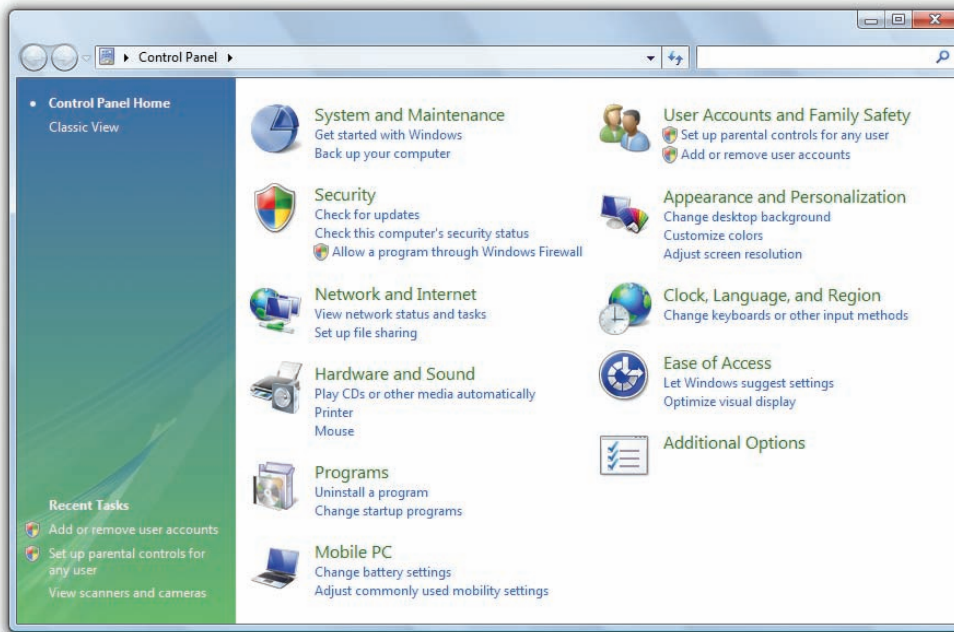 Control Panel
Control Panel Home
Classic View
Recent Tasks
Add or remove user accounts
Set up parental controls for
any user
View scanners and cameras
System and Maintenance
Get started with Windows
Back up your computer
Security
Check for updates
Check this computer's security status
Allow a program through Windows Firewall
Network and Internet
View network status and tasks
Set up file sharing
Hardware and Sound
Play CDs or other media automatically
Printer
Mouse
Programs
Uninstall a program
Change startup programs
Mobile PC
Change battery settings
Adjust commonly used mobility settings
User Accounts and Family Safety
Set up parental controls for any user
Add or remove user accounts
Appearance and Personalization
Change desktop background
Customize colors
Adjust screen resolution
Clock, Language, and Region
Change keyboards or other input methods
Ease of Access
Let Windows suggest settings
Optimize visual display
Additional Options